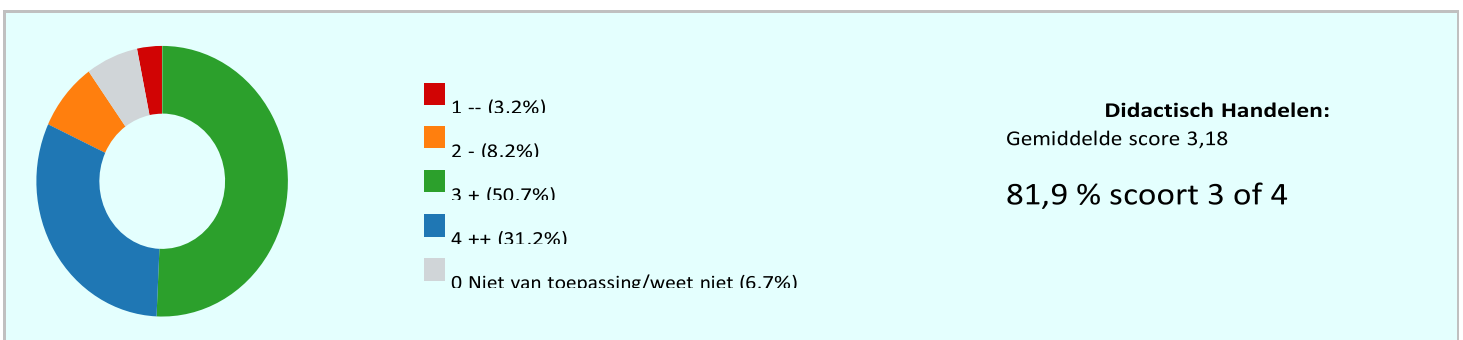 1 -- (3.2%)
2 - (8.2%)
3 + (50.7%)
4 ++ (31.2%)
0 Niet van toepassing/weet niet (6.7%)
Didactisch Handelen:
Gemiddelde score 3,18
81,9 % scoort 3 of 4